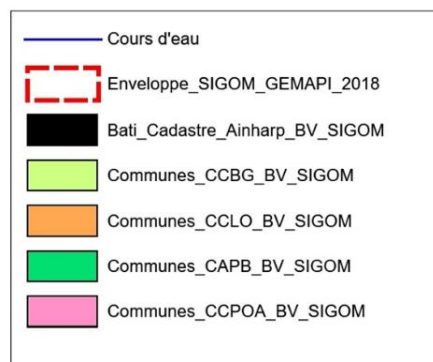 Cours d'eau
Enveloppe_SIGOM_GEMAPI_2018
Bati_Cadastre_Ainharp_BV_SIGOM
Communes_CCBG_BV_SIGOM
Communes_CCLO_BV_SIGOM
Communes_CAPB_BV_SIGOM
Communes_CCPOA_BV_SIGOM